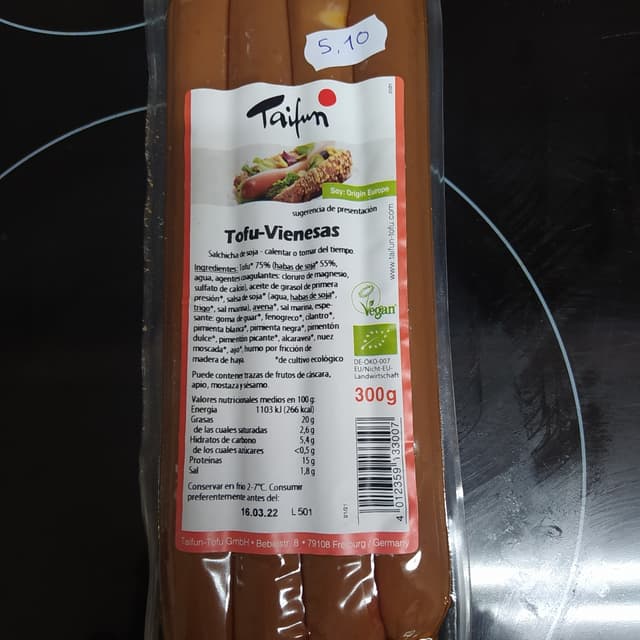 5,10
Taifun
Soy: Origin Europe
sugerencia de presentación
Tofu-Vienesas
Salchicha de soja - calentar o tomar del tiempo.
Ingredientes: Tofu* 75% (habas de soja* 55%,
agua, agentes coagulantes: cloruro de magnesio,
sulfato de calcio), aceite de girasol de primera
presión*, salsa de soja* (agua, habas de soja*,
trigo*, sal marina), avena*, sal marina, espe-
sante: goma de guar*, fenogreco*, cilantro*,
pimienta blanca*, pimienta negra*, pimentón
dulce*, pimentón picante*, alcaravea*, nuez
moscada*, ajo*, humo por fricción de
madera de haya. *de cultivo ecológico
Puede contener trazas de frutos de cáscara,
apio, mostaza y sésamo.
Valores nutricionales medios en 100 g:
Energía 1103 kJ (266 kcal)
Grasas 20 g
de las cuales saturadas 2,6 g
Hidratos de carbono 5,4 g
de los cuales azúcares <0,5 g
Proteínas 15 g
Sal 1,8 g
Conservar en frío 2-7°C. Consumir
preferentemente antes del:
16.03.22 L 501
www.taifun-tofu.com
Vegan
DE-ÖKO-007
EU/Nicht-EU-
Landwirtschaft
300g
4 012359 133007
Taifun-Tofu GmbH • Bebelstr. 8 • 79108 Freiburg / Germany